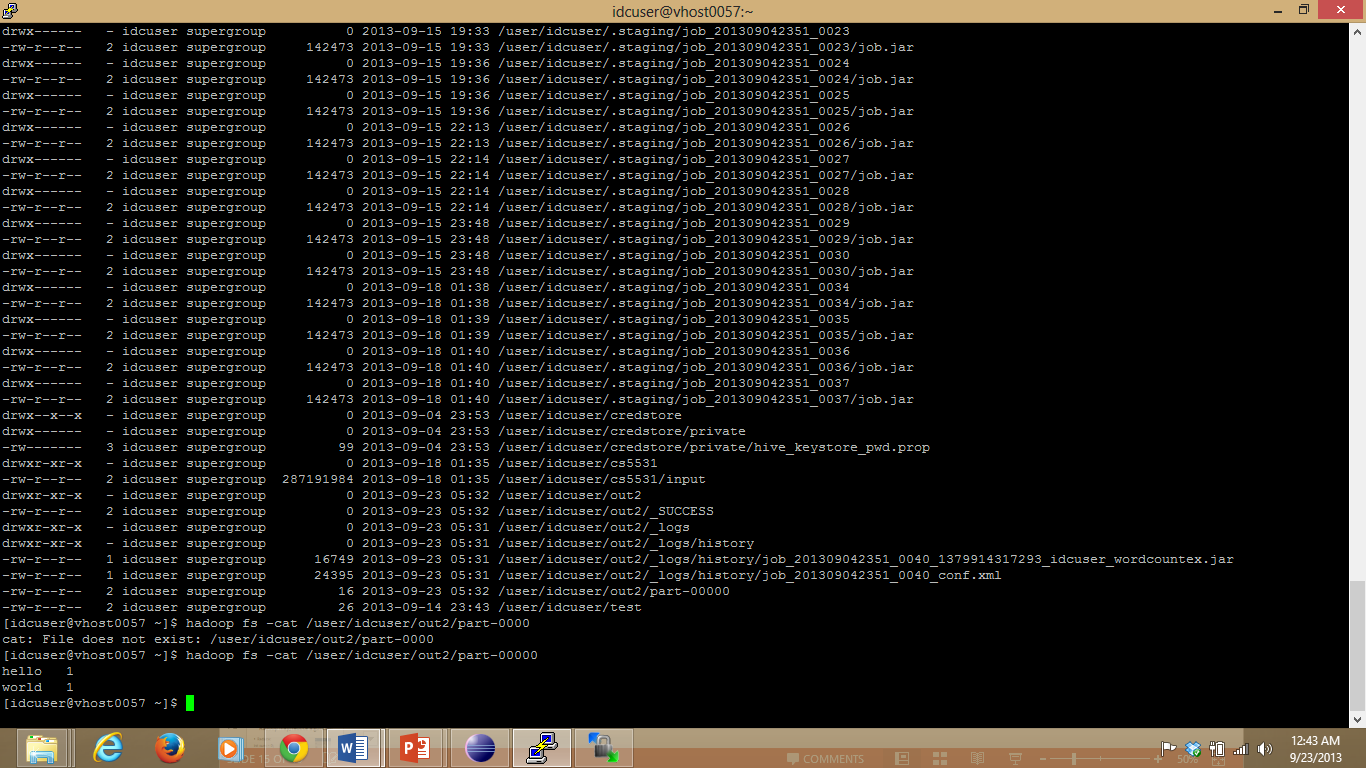 idcuser@vhost0057:~
drwx------   - idcuser supergroup          0 2013-09-15 19:33 /user/idcuser/.staging/job_201309042351_0023
-rw-r--r--   2 idcuser supergroup     142473 2013-09-15 19:33 /user/idcuser/.staging/job_201309042351_0023/job.jar
drwx------   - idcuser supergroup          0 2013-09-15 19:36 /user/idcuser/.staging/job_201309042351_0024
-rw-r--r--   2 idcuser supergroup     142473 2013-09-15 19:36 /user/idcuser/.staging/job_201309042351_0024/job.jar
drwx------   - idcuser supergroup          0 2013-09-15 19:36 /user/idcuser/.staging/job_201309042351_0025
-rw-r--r--   2 idcuser supergroup     142473 2013-09-15 19:36 /user/idcuser/.staging/job_201309042351_0025/job.jar
drwx------   - idcuser supergroup          0 2013-09-15 22:13 /user/idcuser/.staging/job_201309042351_0026
-rw-r--r--   2 idcuser supergroup     142473 2013-09-15 22:13 /user/idcuser/.staging/job_201309042351_0026/job.jar
drwx------   - idcuser supergroup          0 2013-09-15 22:14 /user/idcuser/.staging/job_201309042351_0027
-rw-r--r--   2 idcuser supergroup     142473 2013-09-15 22:14 /user/idcuser/.staging/job_201309042351_0027/job.jar
drwx------   - idcuser supergroup          0 2013-09-15 22:14 /user/idcuser/.staging/job_201309042351_0028
-rw-r--r--   2 idcuser supergroup     142473 2013-09-15 22:14 /user/idcuser/.staging/job_201309042351_0028/job.jar
drwx------   - idcuser supergroup          0 2013-09-15 23:48 /user/idcuser/.staging/job_201309042351_0029
-rw-r--r--   2 idcuser supergroup     142473 2013-09-15 23:48 /user/idcuser/.staging/job_201309042351_0029/job.jar
drwx------   - idcuser supergroup          0 2013-09-15 23:48 /user/idcuser/.staging/job_201309042351_0030
-rw-r--r--   2 idcuser supergroup     142473 2013-09-15 23:48 /user/idcuser/.staging/job_201309042351_0030/job.jar
drwx------   - idcuser supergroup          0 2013-09-18 01:38 /user/idcuser/.staging/job_201309042351_0034
-rw-r--r--   2 idcuser supergroup     142473 2013-09-18 01:38 /user/idcuser/.staging/job_201309042351_0034/job.jar
drwx------   - idcuser supergroup          0 2013-09-18 01:39 /user/idcuser/.staging/job_201309042351_0035
-rw-r--r--   2 idcuser supergroup     142473 2013-09-18 01:39 /user/idcuser/.staging/job_201309042351_0035/job.jar
drwx------   - idcuser supergroup          0 2013-09-18 01:40 /user/idcuser/.staging/job_201309042351_0036
-rw-r--r--   2 idcuser supergroup     142473 2013-09-18 01:40 /user/idcuser/.staging/job_201309042351_0036/job.jar
drwx------   - idcuser supergroup          0 2013-09-18 01:40 /user/idcuser/.staging/job_201309042351_0037
-rw-r--r--   2 idcuser supergroup     142473 2013-09-18 01:40 /user/idcuser/.staging/job_201309042351_0037/job.jar
drwx--x--x   - idcuser supergroup          0 2013-09-04 23:53 /user/idcuser/credstore
drwx------   - idcuser supergroup          0 2013-09-04 23:53 /user/idcuser/credstore/private
-rw-------   3 idcuser supergroup         99 2013-09-04 23:53 /user/idcuser/credstore/private/hive_keystore_pwd.prop
drwxr-xr-x   - idcuser supergroup          0 2013-09-18 01:35 /user/idcuser/cs5531
-rw-r--r--   2 idcuser supergroup  287191984 2013-09-18 01:35 /user/idcuser/cs5531/input
drwxr-xr-x   - idcuser supergroup          0 2013-09-23 05:32 /user/idcuser/out2
-rw-r--r--   2 idcuser supergroup          0 2013-09-23 05:32 /user/idcuser/out2/_SUCCESS
drwxr-xr-x   - idcuser supergroup          0 2013-09-23 05:31 /user/idcuser/out2/_logs
drwxr-xr-x   - idcuser supergroup          0 2013-09-23 05:31 /user/idcuser/out2/_logs/history
-rw-r--r--   1 idcuser supergroup      16749 2013-09-23 05:31 /user/idcuser/out2/_logs/history/job_201309042351_0040_1379914317293_idcuser_wordcountex.jar
-rw-r--r--   1 idcuser supergroup      24395 2013-09-23 05:31 /user/idcuser/out2/_logs/history/job_201309042351_0040_conf.xml
-rw-r--r--   2 idcuser supergroup         16 2013-09-23 05:32 /user/idcuser/out2/part-00000
-rw-r--r--   2 idcuser supergroup         26 2013-09-14 23:43 /user/idcuser/test
[idcuser@vhost0057 ~]$ hadoop fs -cat /user/idcuser/out2/part-0000
cat: File does not exist: /user/idcuser/out2/part-0000
[idcuser@vhost0057 ~]$ hadoop fs -cat /user/idcuser/out2/part-00000
hello   1
world   1
[idcuser@vhost0057 ~]$
COMMENTS
50%
12:43 AM
9/23/2013